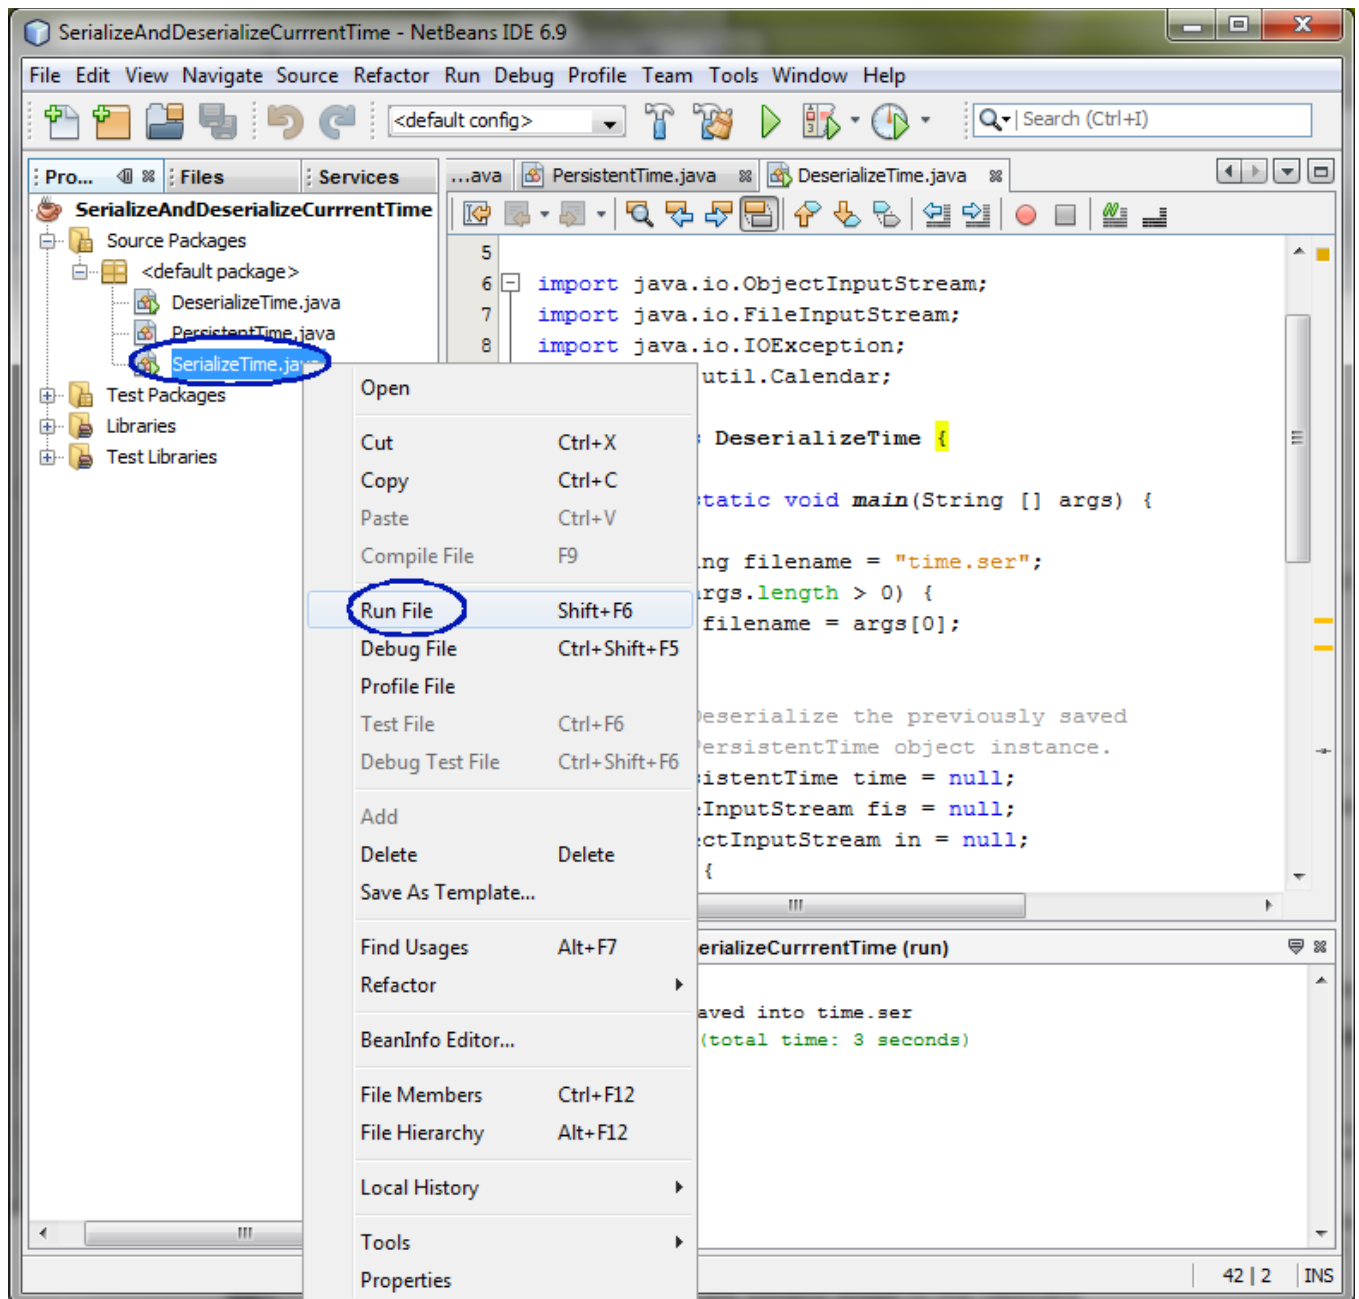 SerializeAndDeserializeCurrrentTime - NetBeans IDE 6.9
File Edit View Navigate Source Refactor Run Debug Profile Team Tools Window Help
<default config>
Search (Ctrl+I)
Pro...
Files
Services
...ava
PersistentTime.java
DeserializeTime.java
SerializeAndDeserializeCurrrentTime
Source Packages
<default package>
DeserializeTime.java
PersistentTime.java
SerializeTime.java
Test Packages
Libraries
Test Libraries
5
6 import java.io.ObjectInputStream;
7 import java.io.FileInputStream;
8 import java.io.IOException;
util.Calendar;
DeserializeTime {
static void main(String [] args) {
ng filename = "time.ser";
rgs.length > 0) {
filename = args[0];
Deserialize the previously saved
PersistentTime object instance.
sistentTime time = null;
eInputStream fis = null;
ectInputStream in = null;
{
Open
Cut Ctrl+X
Copy Ctrl+C
Paste Ctrl+V
Compile File F9
Run File Shift+F6
Debug File Ctrl+Shift+F5
Profile File
Test File Ctrl+F6
Debug Test File Ctrl+Shift+F6
Add
Delete Delete
Save As Template...
Find Usages Alt+F7
Refactor
BeanInfo Editor...
File Members Ctrl+F12
File Hierarchy Alt+F12
Local History
Tools
Properties
erializeCurrrentTime (run)
aved into time.ser
(total time: 3 seconds)
42 | 2 INS